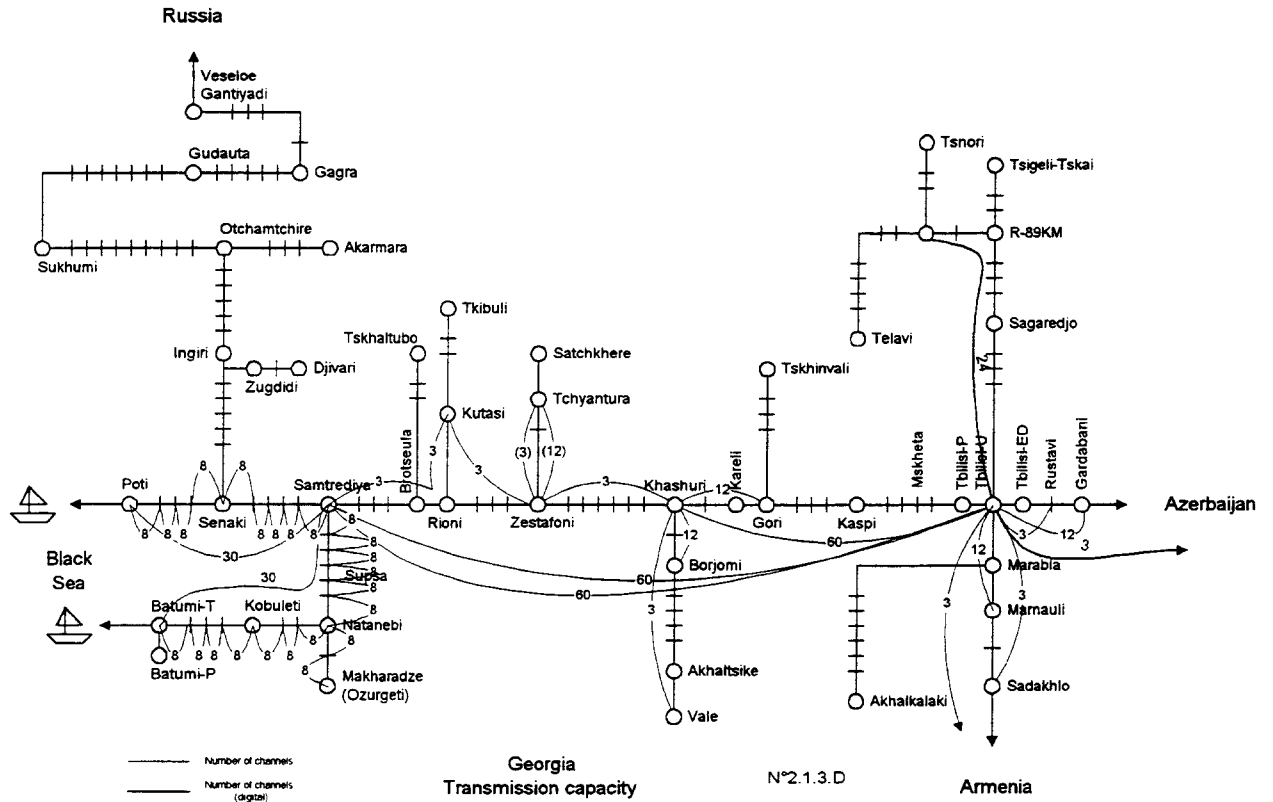 Russia
Veseloe
Gantiyadi
Gudauta
Gagra
Tsnori
Tsigeli-Tskai
Otchamtchire
Akarmara
Sukhumi
R-89KM
Tkibuli
Tskhaltubo
Satchkhere
Telavi
Sagaredjo
Ingiri
Zugdidi
Djivari
Tchyantura
Tskhinvali
24
Kutasi
(3)
(12)
3
3
Brotseula
Kareli
Mskheta
Tbilisi-P
Tbilisi-U
Tbilisi-ED
Rustavi
Gardabani
8
8
3
3
12
Poti
Senaki
Samtrediya
Rioni
Zestafoni
Khashuri
Gori
Kaspi
Azerbaijan
8
8
8
8
8
8
8
8
30
60
60
60
12
3
12
3
12
3
3
3
Black
Sea
30
Supsa
8
8
8
8
8
Borjomi
Marabla
Marnauli
Batumi-T
Kobuleti
Natanebi
8
8
8
8
8
8
8
8
8
Batumi-P
Makharadze
(Ozurgeti)
Akhaltsike
Vale
Akhalkalaki
Sadakhlo
Number of channels
Number of channels
(digital)
Georgia
Transmission capacity
N°2.1.3.D
Armenia